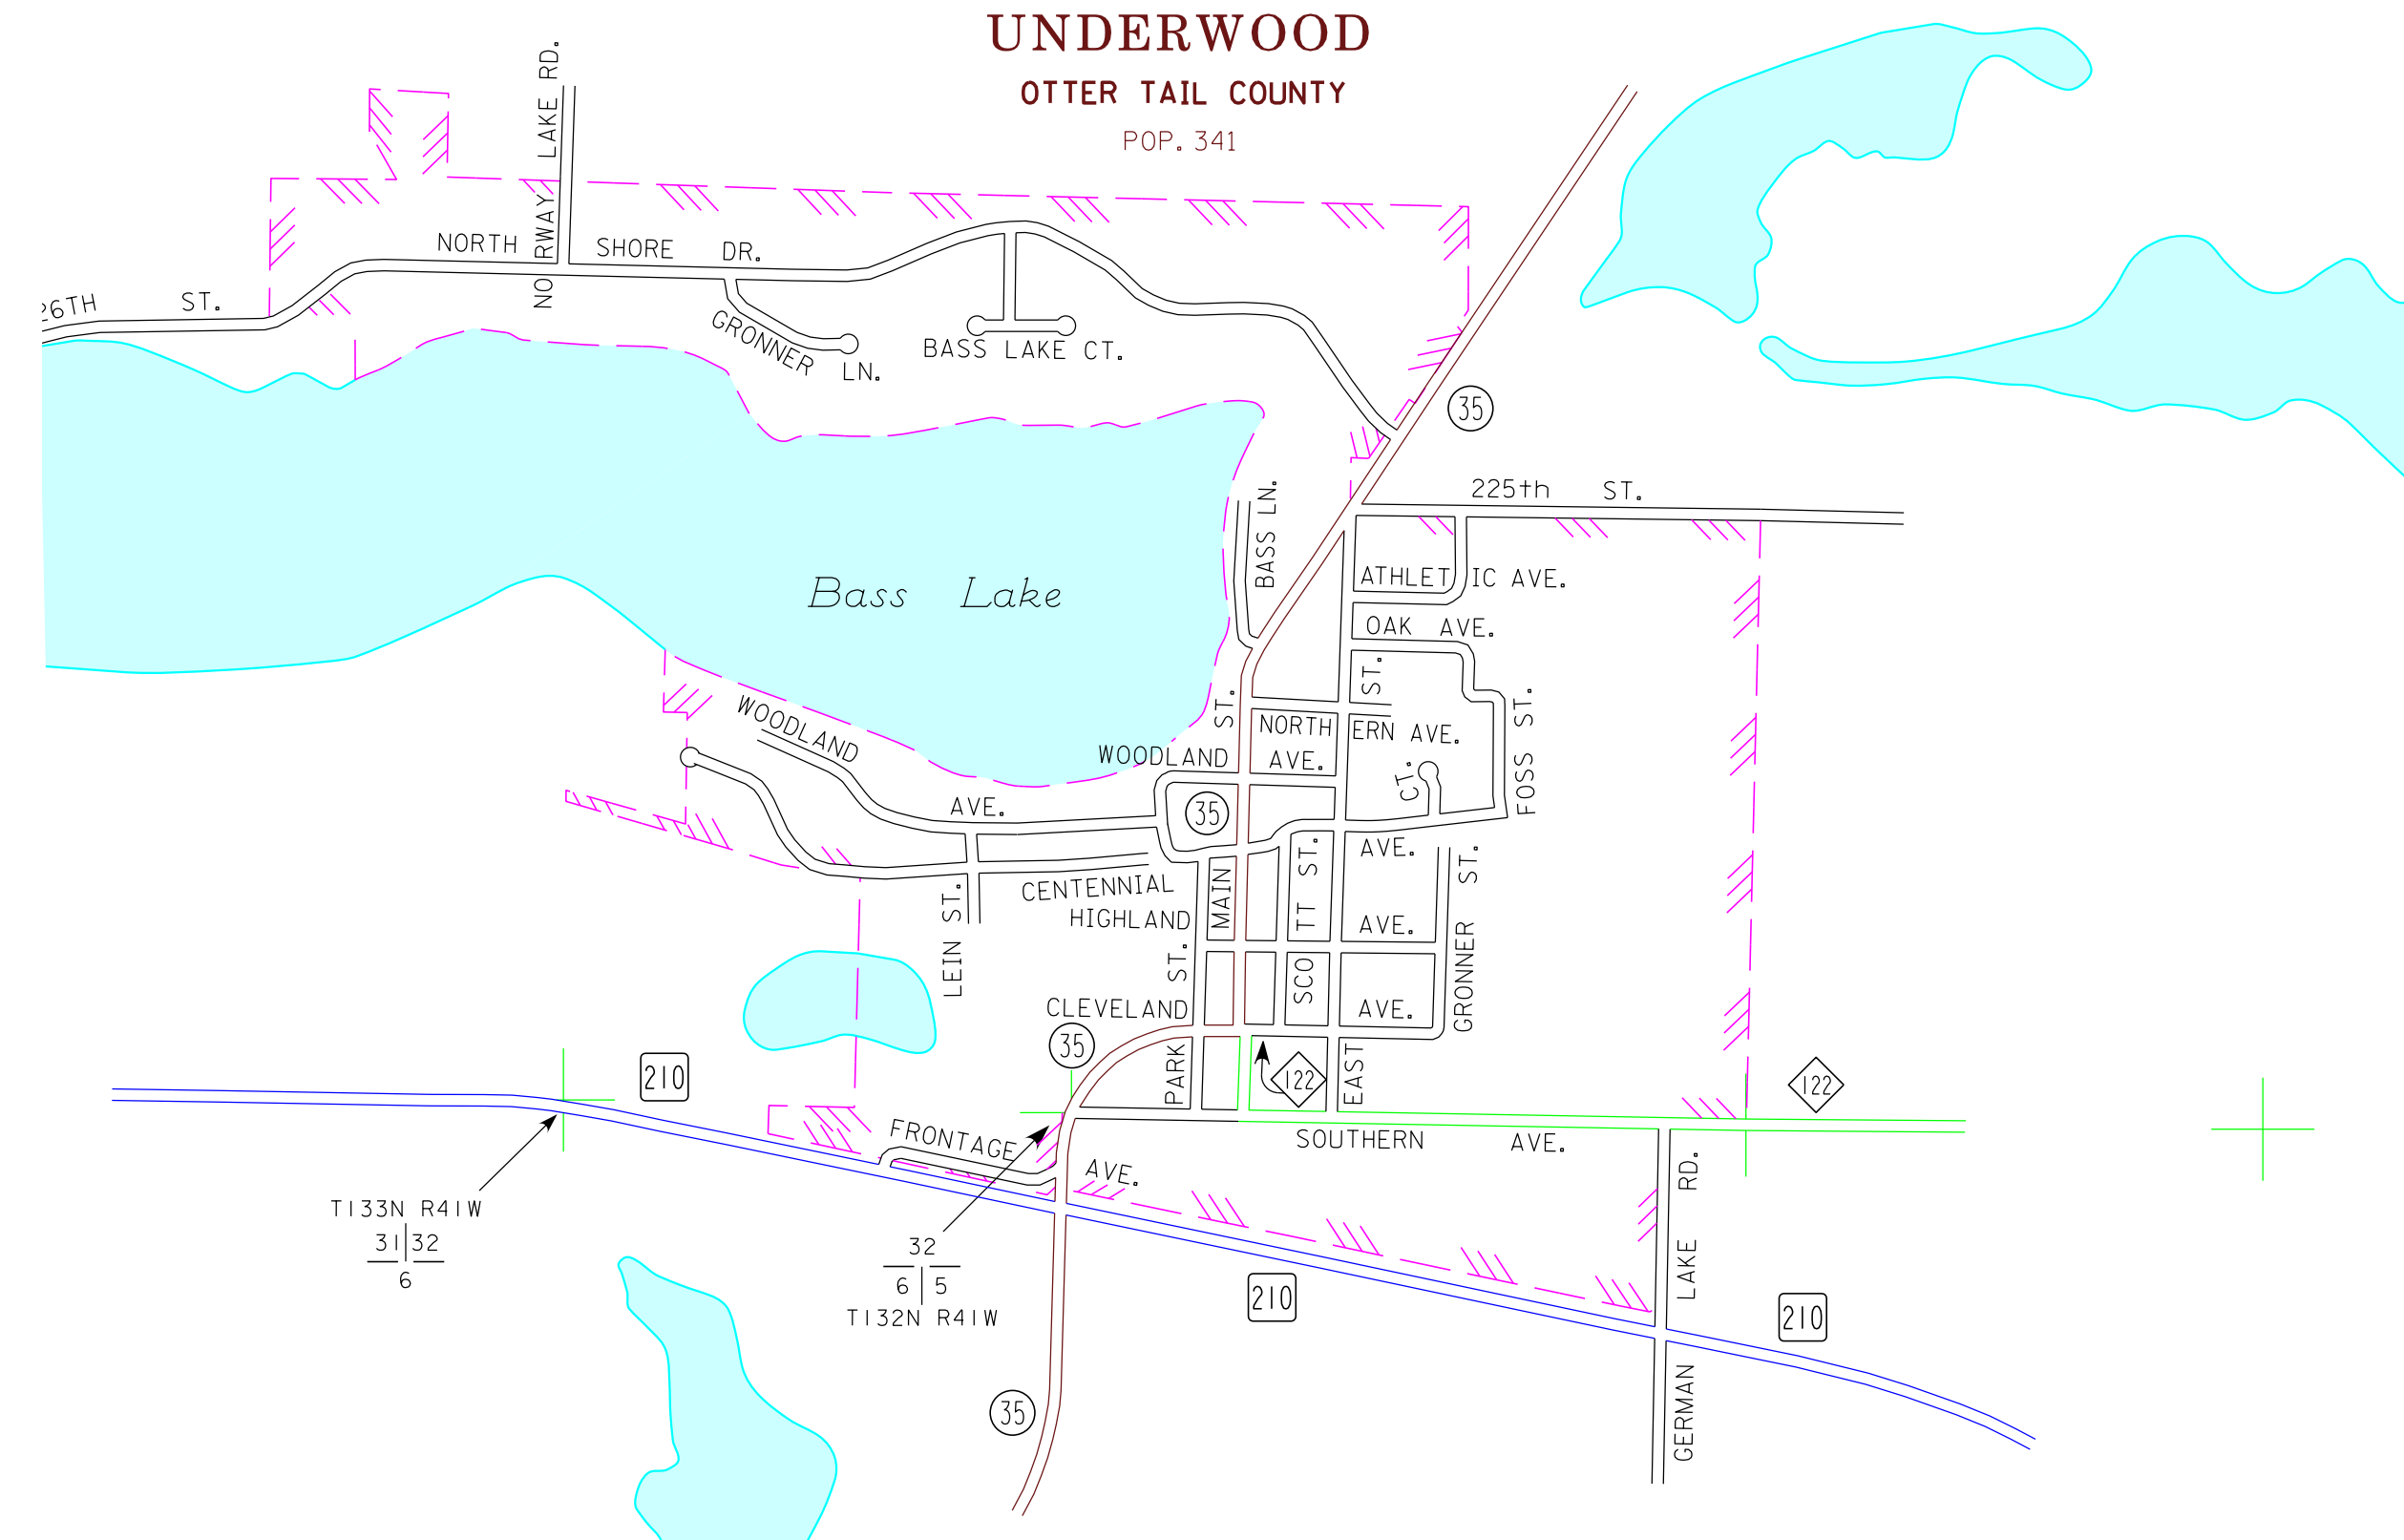 UNDERWOOD
OTTER TAIL COUNTY
POP. 341
NORWAY LAKE RD.
NORTH SHORE DR.
26TH ST.
GRONNER LN.
BASS LAKE CT.
35
225th ST.
BASS LN.
ATHLETIC AVE.
OAK AVE.
Bass Lake
ST.
ST.
FOSS ST.
NORTHERN AVE.
WOODLAND
WOODLAND AVE.
CT.
AVE.
35
AVE.
MAIN
SCOTT ST.
ST.
CENTENNIAL
HIGHLAND
AVE.
LEIN ST.
GRONNER
PARK ST.
CLEVELAND
AVE.
35
210
EAST
122
122
FRONTAGE AVE.
SOUTHERN AVE.
T133N R41W
31 32
6
32
6 5
T132N R41W
GERMAN LAKE RD.
210
210
35